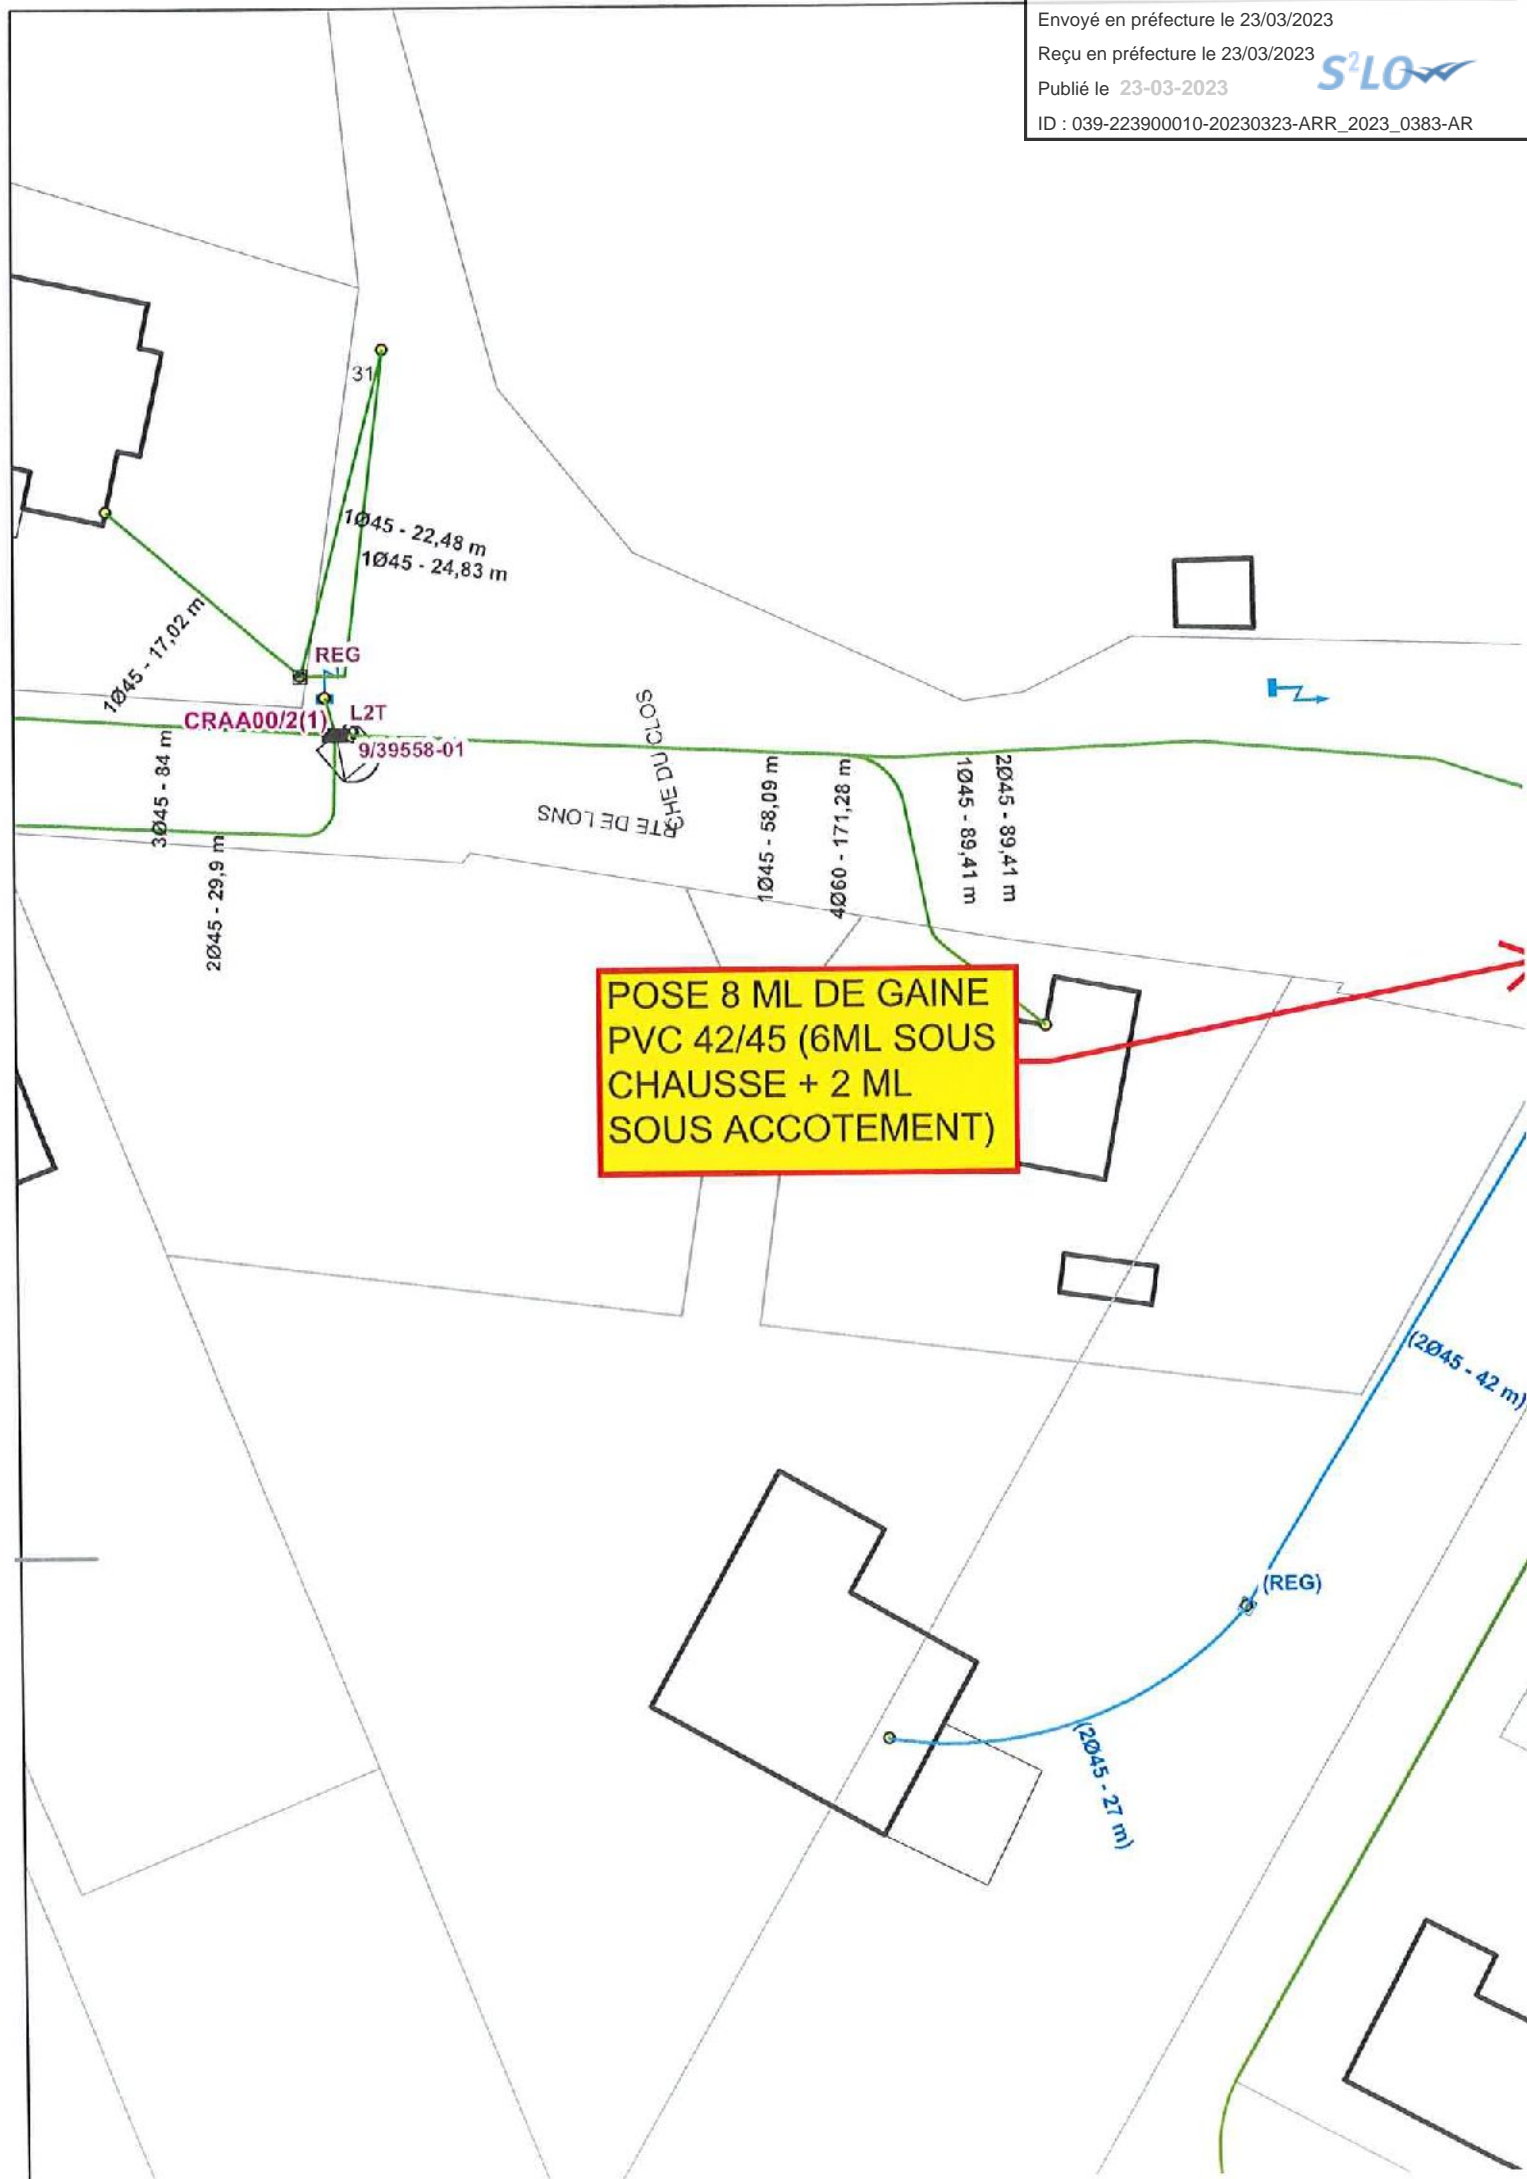 Envoyé en préfecture le 23/03/2023
Reçu en préfecture le 23/03/2023
S²LOW
Publié le 23-03-2023
ID : 039-223900010-20230323-ARR_2023_0383-AR
31
1Ø45 - 22,48 m
1Ø45 - 24,83 m
1Ø45 - 17,02 m
REG
CRAA00/2(1)
L2T
9/39558-01
3Ø45 - 84 m
2Ø45 - 29,9 m
CHE DU CLOS
RTE DE LONS
1Ø45 - 58,09 m
4Ø60 - 171,28 m
1Ø45 - 89,41 m
2Ø45 - 89,41 m
POSE 8 ML DE GAINE
PVC 42/45 (6ML SOUS
CHAUSSE + 2 ML
SOUS ACCOTEMENT)
(2Ø45 - 42 m)
(REG)
(2Ø45 - 27 m)